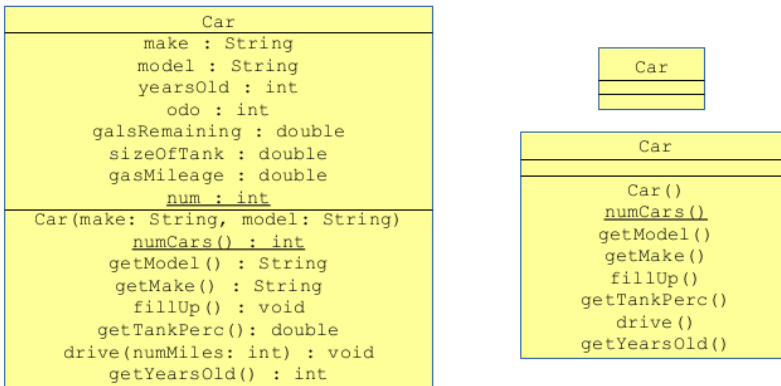 Car
make : String
model : String
yearsOld : int
odo : int
galsRemaining : double
sizeOfTank : double
gasMileage : double
num : int
Car(make: String, model: String)
numCars() : int
getModel() : String
getMake() : String
fillUp() : void
getTankPerc(): double
drive(numMiles: int) : void
getYearsOld() : int
Car
Car
Car()
numCars()
getModel()
getMake()
fillUp()
getTankPerc()
drive()
getYearsOld()